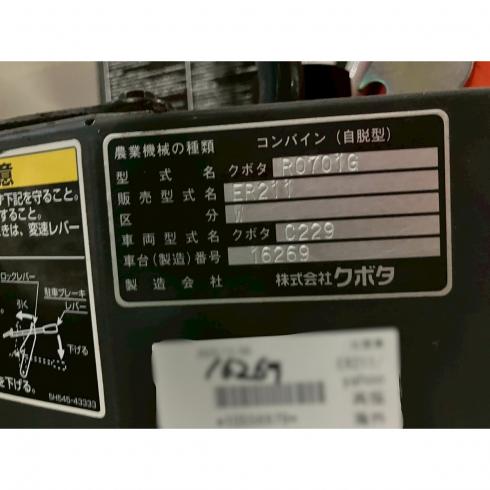 農業機械の種類 コンバイン(自脱型)
型式名 クボタ R0701G
販売型式名 ER211
区分 W
車両型式名 クボタ C229
車台(製造)番号 16269
製造会社 株式会社クボタ
意
下記を守ること。
すること。
きは、変速レバー
ロックレバー
駐車ブレーキ
レバー
引く
下げる
を下げる。
5H545-43333
16269